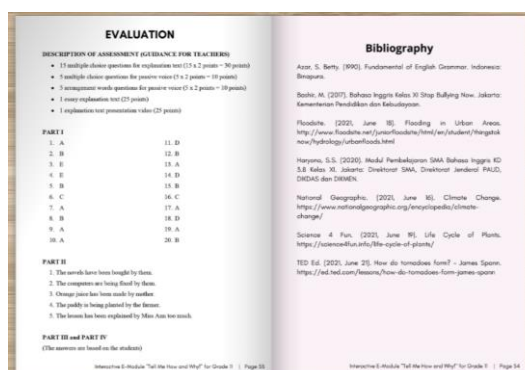 EVALUATION
DESCRIPTION OF ASSESSMENT (GUIDANCE FOR TEACHERS)
• 15 multiple choice questions for explanation text (15 x 2 points = 30 points)
• 5 multiple choice questions for passive voice (5 x 2 points = 10 points)
• 5 arrangement words questions for passive voice (5 x 2 points = 10 points)
• 1 essay explanation text (25 points)
• 1 explanation text presentation video (25 points)
PART I
1. A 11. D
2. B 12. B
3. E 13. A
4. E 14. D
5. B 15. B
6. C 16. C
7. A 17. A
8. B 18. D
9. A 19. A
10. A 20. B
PART II
1. The novels have been bought by them.
2. The computers are being fixed by them.
3. Orange juice has been made by mother.
4. The paddy is being planted by the farmer.
5. The lesson has been explained by Miss Ann too much.
PART III and PART IV
(The answers are based on the students)
Interactive E-Module "Tell Me How and Why!" for Grade 11 | Page 55
Bibliography
Azar, S. Betty. (1990). Fundamental of English Grammar. Indonesia:
Binapura.
Bashir, M. (2017). Bahasa Inggris Kelas XI Stop Bullying Now. Jakarta:
Kementerian Pendidikan dan Kebudayaan.
Floodsite. (2021, June 18). Flooding in Urban Areas.
http://www.floodsite.net/juniorfloodsite/html/en/student/thingstok
now/hydrology/urbanfloods.html
Haryono, S.S. (2020). Modul Pembelajaran SMA Bahasa Inggris KD
3.8 Kelas XI. Jakarta: Direktorat SMA, Direktorat Jenderal PAUD,
DIKDAS dan DIKMEN.
National Geographic. (2021, June 16). Climate Change.
https://www.nationalgeographic.org/encyclopedia/climate-
change/
Science 4 Fun. (2021, June 19). Life Cycle of Plants.
https://science4fun.info/life-cycle-of-plants/
TED Ed. (2021, June 21). How do tornadoes form? - James Spann.
https://ed.ted.com/lessons/how-do-tornadoes-form-james-spann
Interactive E-Module "Tell Me How and Why!" for Grade 11 | Page 54